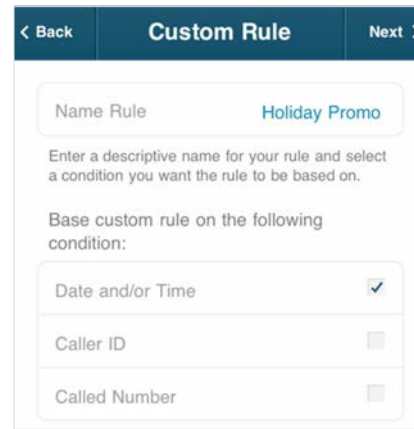 Back Custom Rule Next
Name Rule Holiday Promo
Enter a descriptive name for your rule and select
a condition you want the rule to be based on.
Base custom rule on the following
condition:
Date and/or Time
Caller ID
Called Number